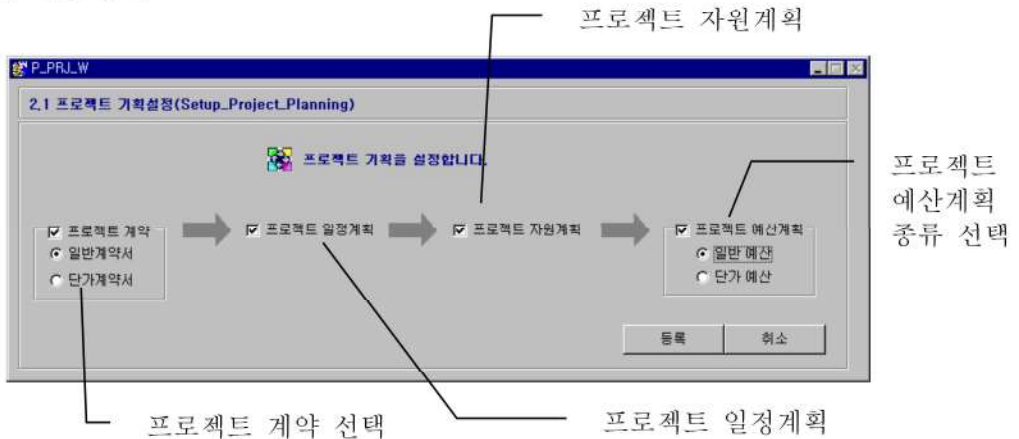 프로젝트 자원계획
P_PRJ_W
2.1 프로젝트 기획설정(Setup_Project_Planning)
프로젝트 기획을 설정합니다.
프로젝트
예산계획
종류 선택
프로젝트 계약
일반계약서
단가계약서
프로젝트 일정계획
프로젝트 자원계획
프로젝트 예산계획
일반 예산
단가 예산
등록
취소
프로젝트 계약 선택
프로젝트 일정계획